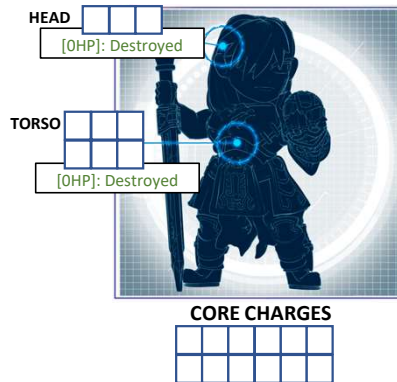 HEAD
[0HP]: Destroyed
TORSO
[0HP]: Destroyed
CORE CHARGES